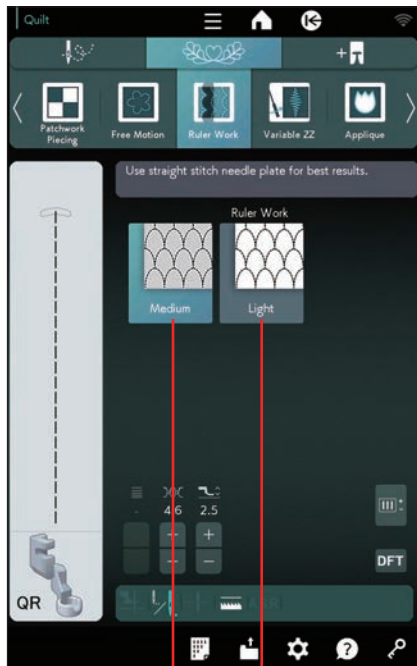 Quilt
Patchwork
Piecing
Free Motion
Ruler Work
Variable ZZ
Applique
Use straight stitch needle plate for best results.
Ruler Work
Medium
Light
- 4.6 2.5
+ +
- -
DFT
QR